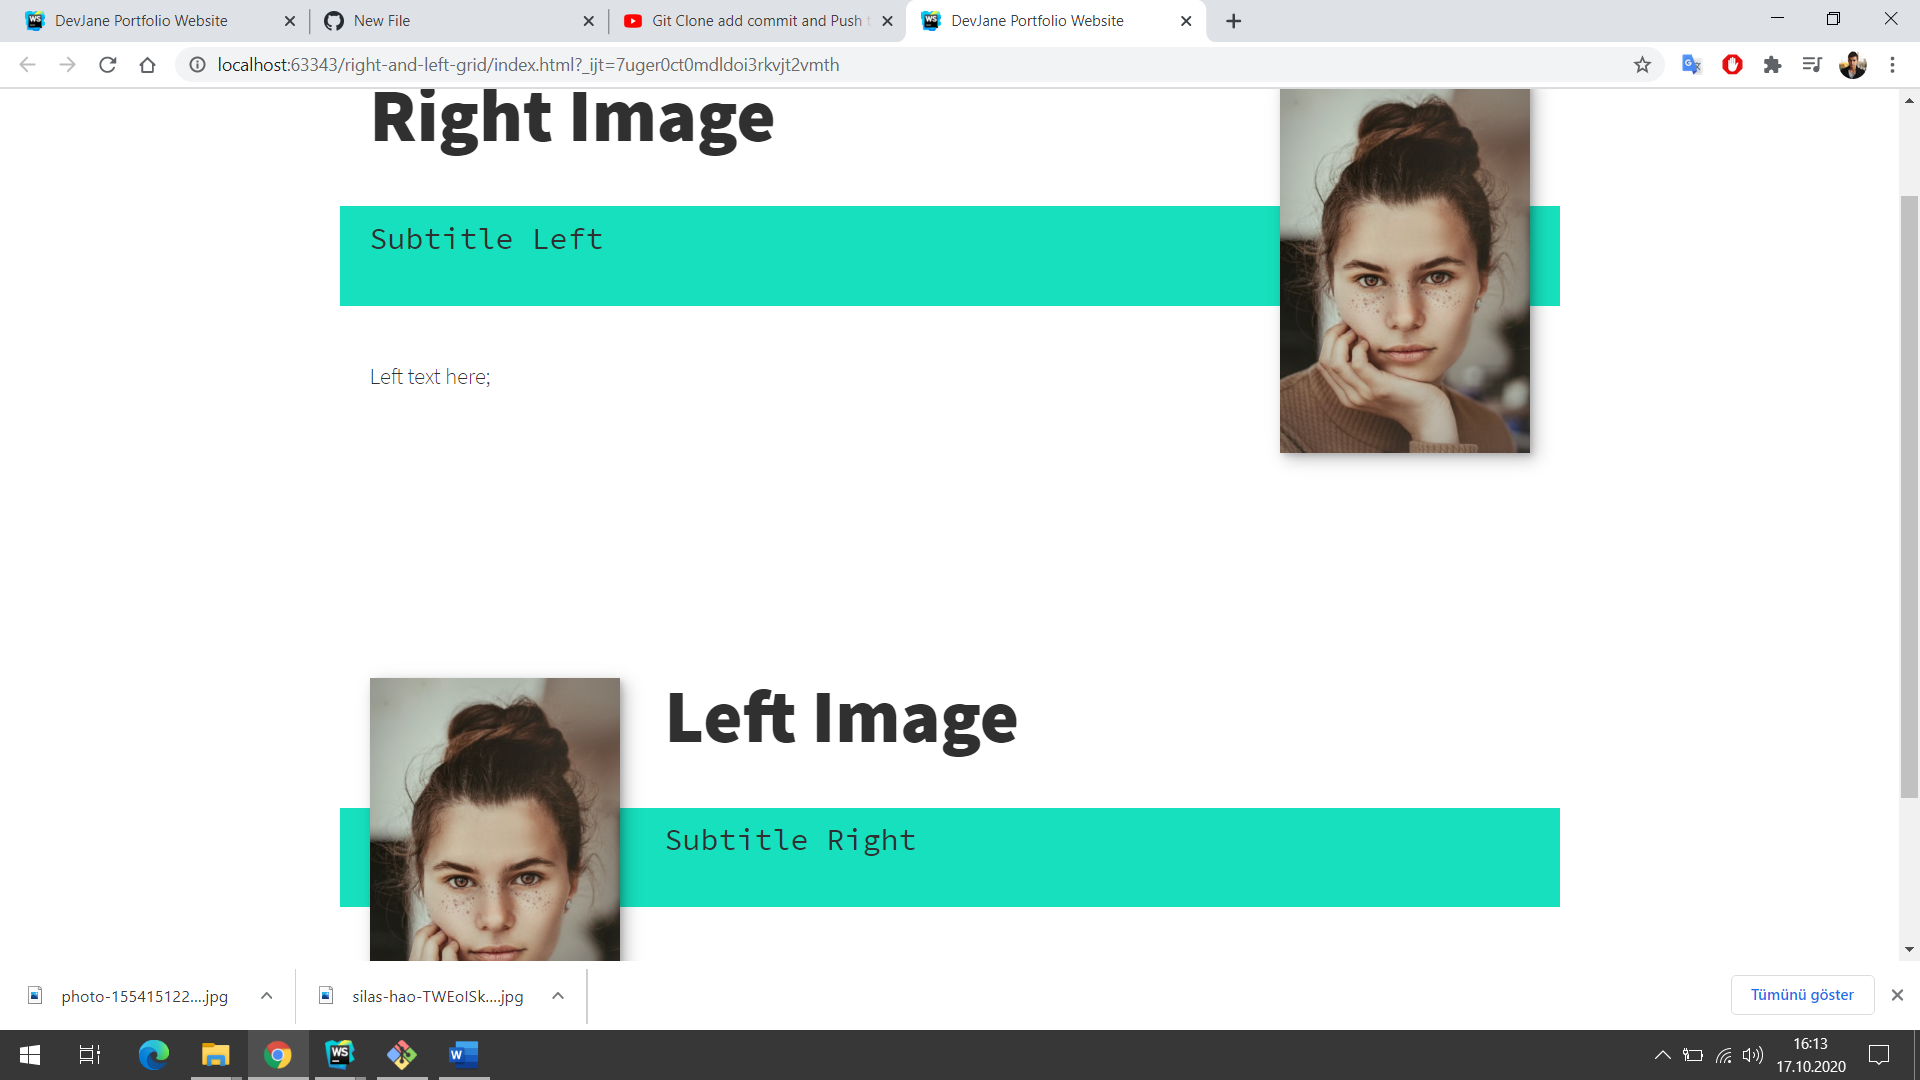 DevJane Portfolio Website
New File
Git Clone add commit and Push
DevJane Portfolio Website
localhost:63343/right-and-left-grid/index.html?_ijt=7uger0ct0mdldoi3rkvjt2vmth
Right Image
Subtitle Left
Left text here;
Left Image
Subtitle Right
photo-155415122....jpg
silas-hao-TWEoISk....jpg
Tümünü göster
WS
W
16:13
17.10.2020